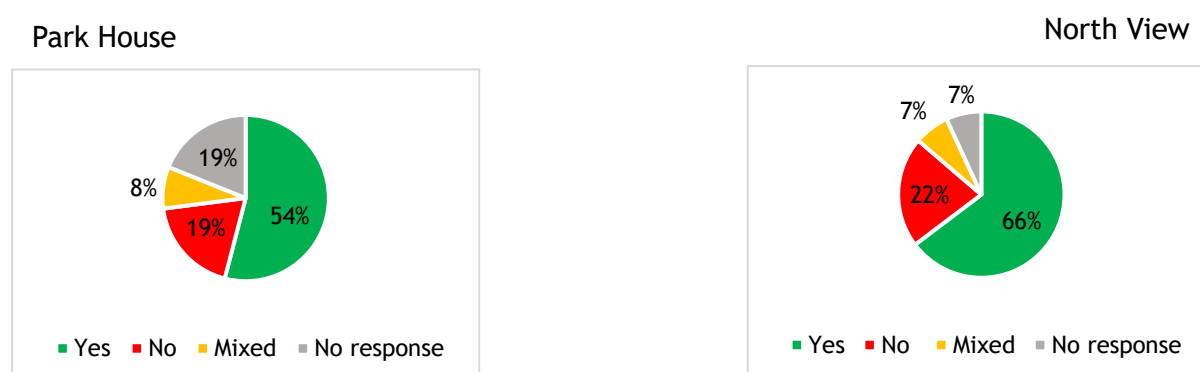 Park House
19%
8%
19%
54%
Yes No Mixed No response
North View
7%
7%
22%
66%
Yes No Mixed No response